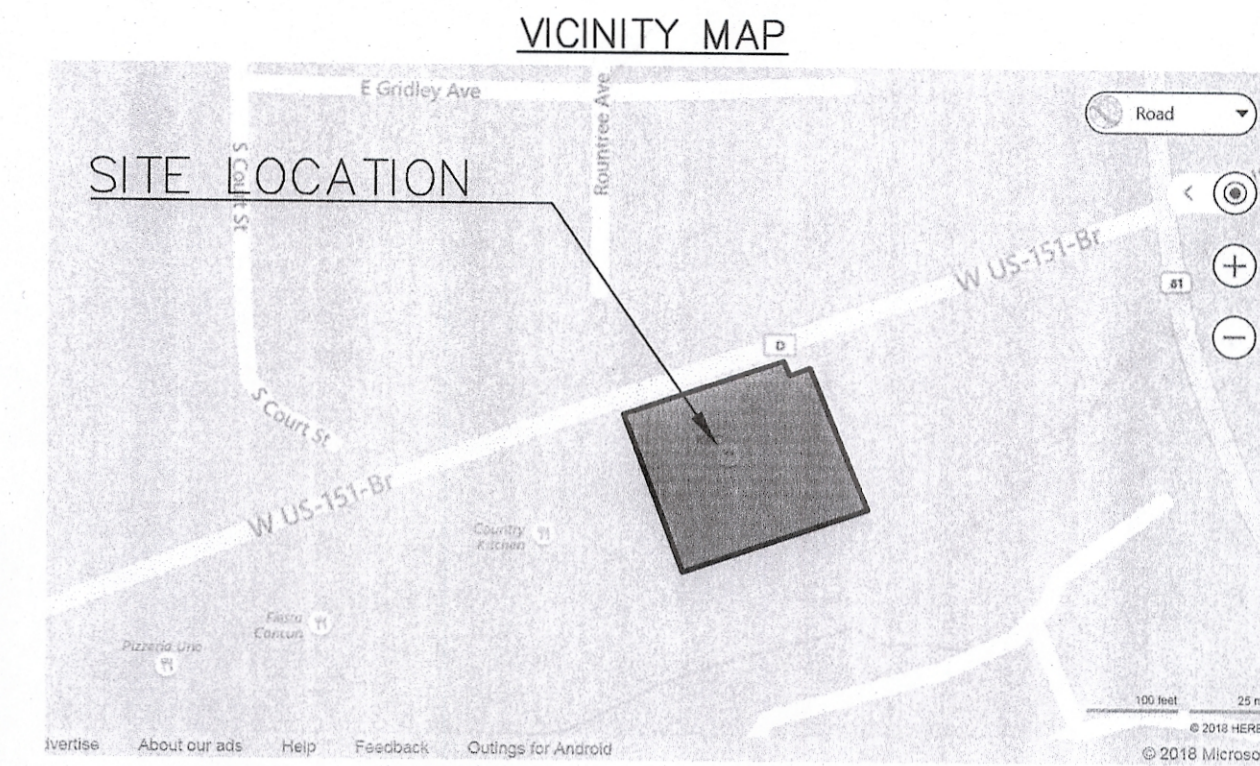 VICINITY MAP
E Gridley Ave
Rountree Ave
Road
S Court St
SITE LOCATION
W US-151-Br
81
D
S Court St
W US-151-Br
Country
Kitchen
Fiesta
Cancun
Pizzeria Uno
100 feet
25 m
© 2018 HERE
dvertise
About our ads
Help
Feedback
Outings for Android
© 2018 Microso